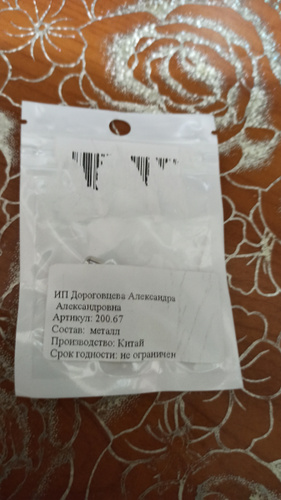 ИП Дороговцева Александра
Александровна
Артикул: 200.67
Состав: металл
Производство: Китай
Срок годности: не ограничен